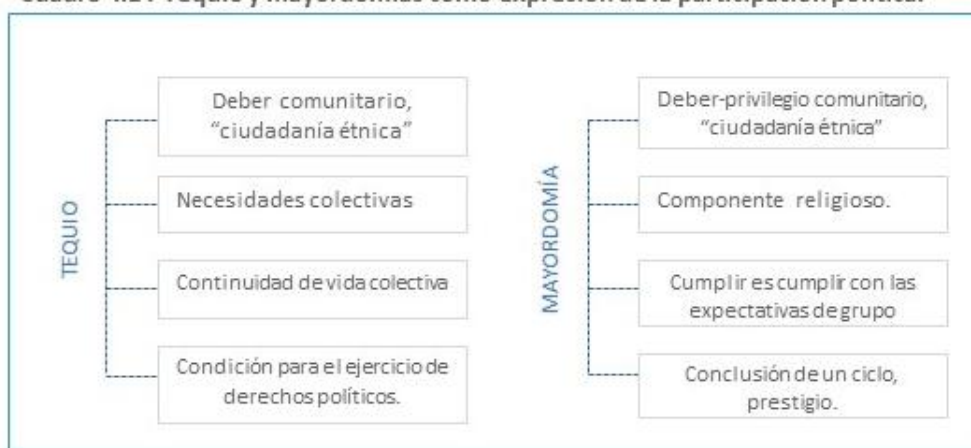 Tequio y mayordomías como expresión de la participación política.
TEQUIO
Deber comunitario,
“ciudadanía étnica”
Necesidades colectivas
Continuidad de vida colectiva
Condición para el ejercicio de
derechos políticos.
MAYORDOMÍA
Deber-privilegio comunitario,
“ciudadanía étnica”
Componente religioso.
Cumplir es cumplir con las
expectativas de grupo
Conclusión de un ciclo,
prestigio.